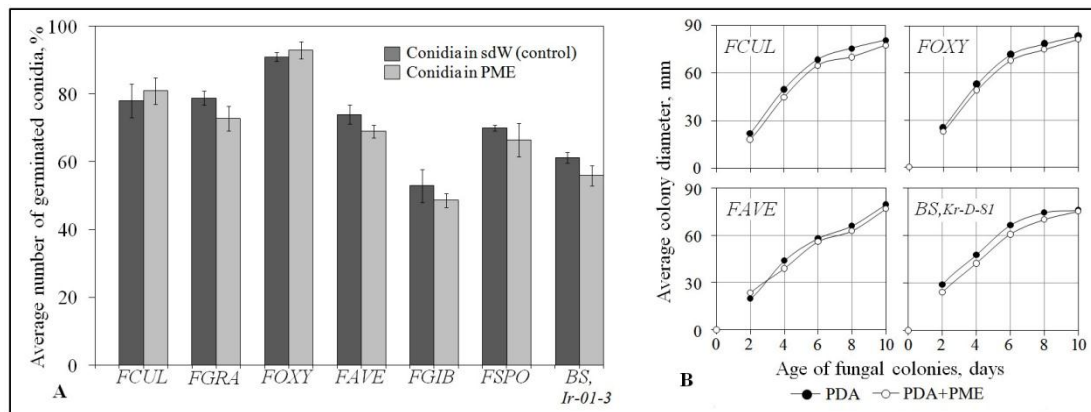 Average number of germinated conidia, %
100
80
60
40
20
0
Conidia in sdW (control)
Conidia in PME
FCUL FGRA FOXY FAVE FGIB FSPO BS,
Ir-01-3
A
Average colony diameter, mm
90
60
30
0
FCUL
FOXY
90
60
30
0
FAVE
BS,Kr-D-S1
0 2 4 6 8 10 0 2 4 6 8 10
B
Age of fungal colonies, days
PDA PDA+PME